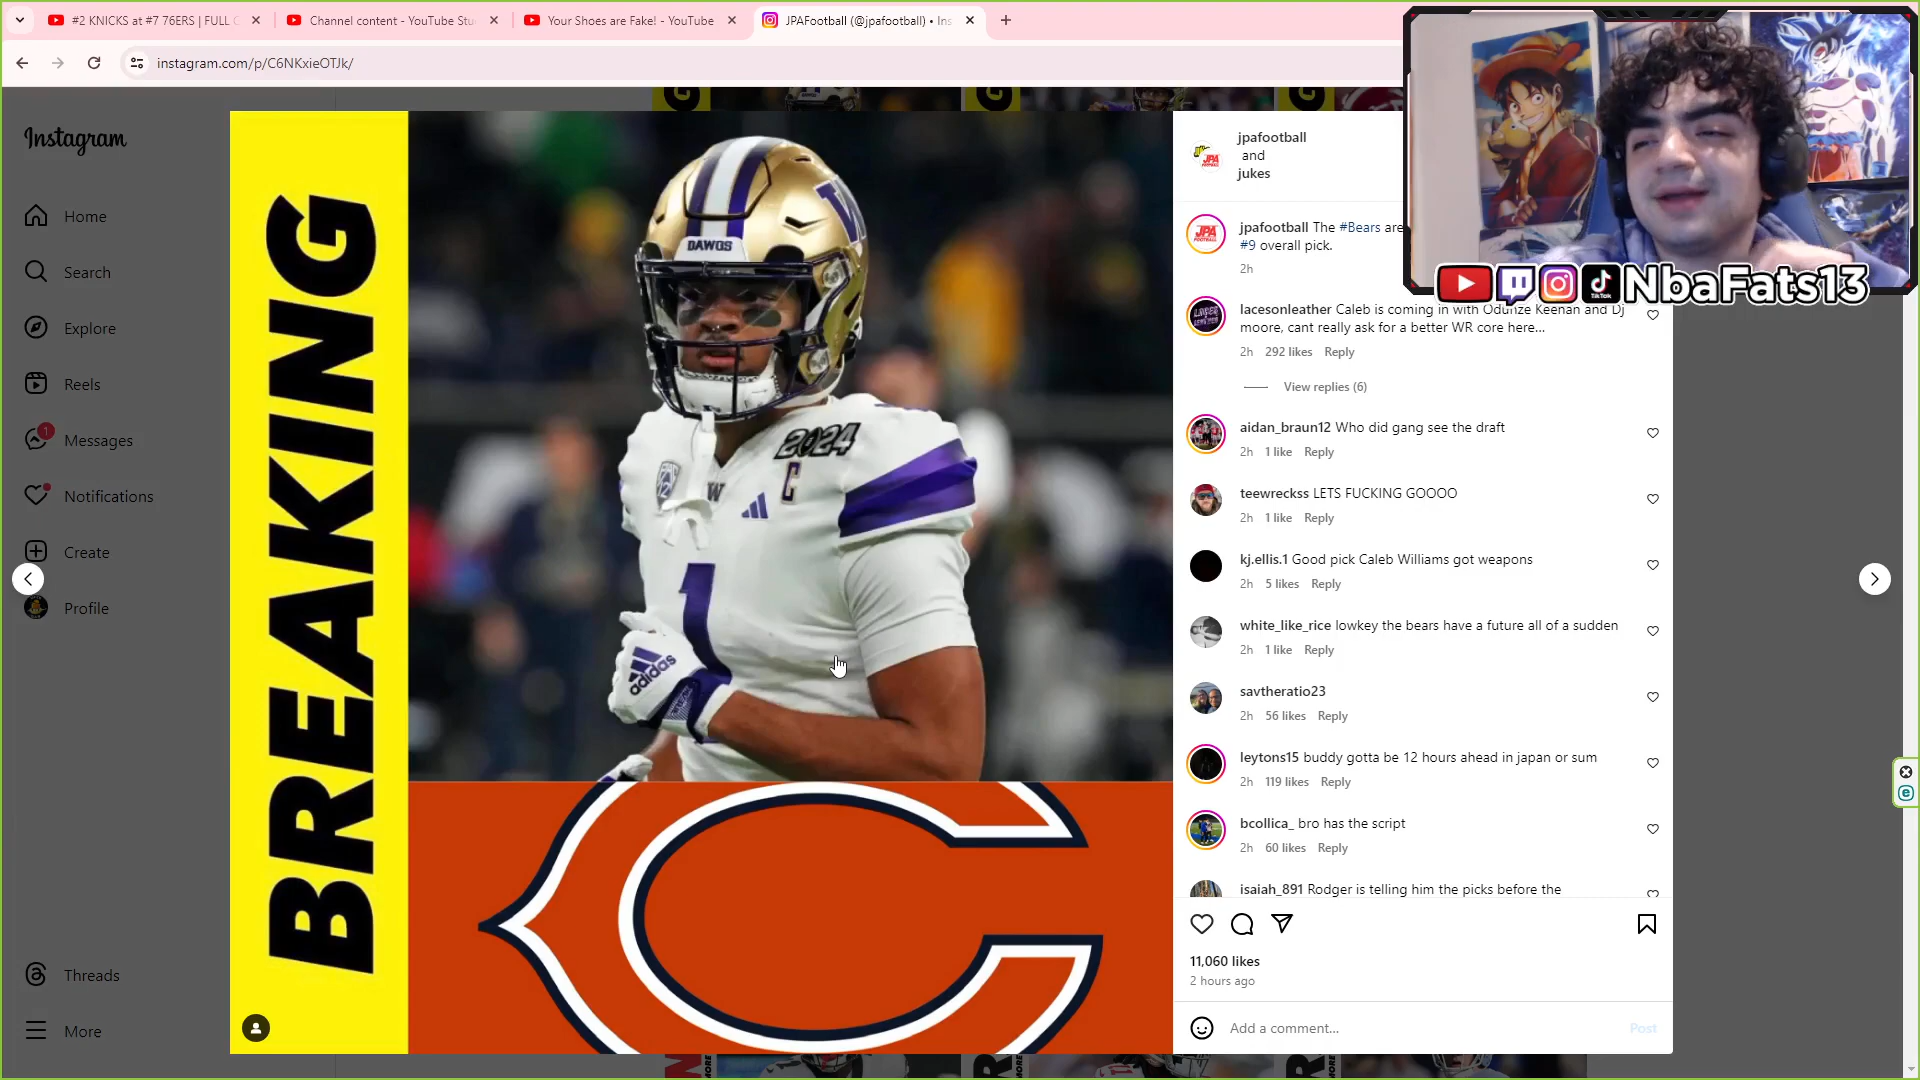 #2 KNICKS at #7 76ERS | FULL G
Channel content - YouTube Stu
Your Shoes are Fake! - YouTube
JPAFootball (@jpafootball) • Ins
instagram.com/p/C6NKxieOTJk/
Instagram
Home
Search
Explore
Reels
1
Messages
Notifications
Create
Profile
Threads
More
BREAKING
DAWGS
W
2024
C
W
1
adidas
jpafootball
and
jukes
JPA
FOOTBALL
jpafootball The #Bears are
#9 overall pick.
2h
lacesonleather Caleb is coming in with Odunze Keenan and Dj
moore, cant really ask for a better WR core here...
2h 292 likes Reply
View replies (6)
aidan_braun12 Who did gang see the draft
2h 1 like Reply
teewreckss LETS FUCKING GOOOO
2h 1 like Reply
kj.ellis.1 Good pick Caleb Williams got weapons
2h 5 likes Reply
white_like_rice lowkey the bears have a future all of a sudden
2h 1 like Reply
savtheratio23
2h 56 likes Reply
leytons15 buddy gotta be 12 hours ahead in japan or sum
2h 119 likes Reply
bcollica_ bro has the script
2h 60 likes Reply
isaiah_891 Rodger is telling him the picks before the
11,060 likes
2 hours ago
Add a comment...
Post
TikTok
NbaFats13